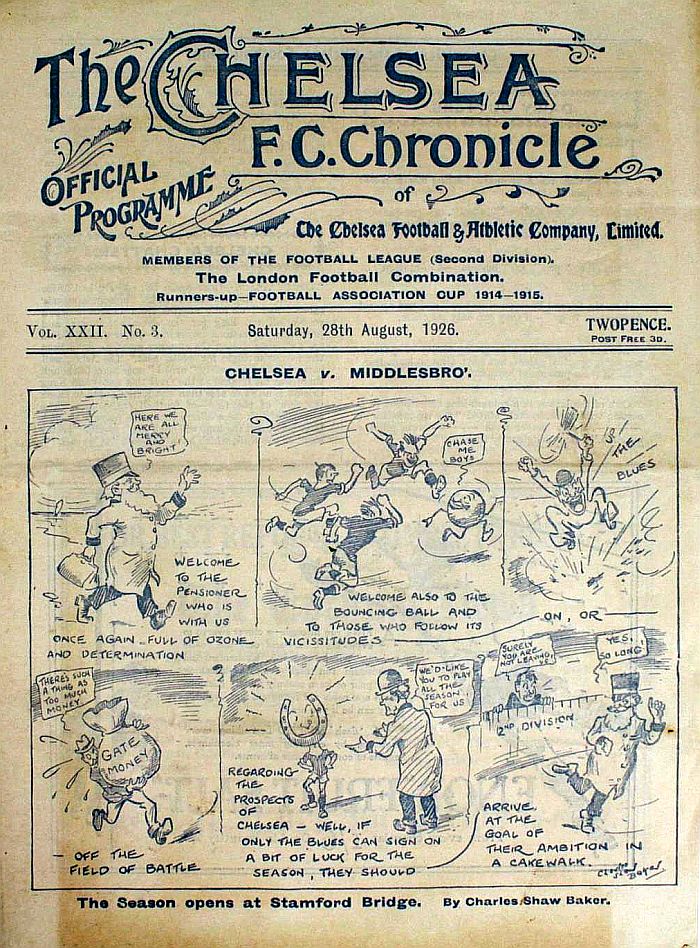 The CHELSEA
F.C. Chronicle
OFFICIAL
PROGRAMME
of
The Chelsea Football & Athletic Company, Limited.
MEMBERS OF THE FOOTBALL LEAGUE (Second Division).
The London Football Combination.
Runners-up—FOOTBALL ASSOCIATION CUP 1914-1915.
VOL. XXII. No. 3.
Saturday, 28th August, 1926.
TWOPENCE.
POST FREE 3D.
CHELSEA v. MIDDLESBRO'.
HERE WE
ARE ALL
MERRY
AND
BRIGHT!
WELCOME
TO THE
PENSIONER
WHO IS
WITH US
ONCE AGAIN - FULL OF OZONE
AND DETERMINATION
CHASE
ME
BOYS
WELCOME ALSO TO THE
BOUNCING BALL AND
TO THOSE WHO FOLLOW ITS
VICISSITUDES
UP
THE
BLUES
ON, OR
THERE'S SUCH
A THING AS
TOO MUCH
MONEY
GATE
MONEY
OFF THE
FIELD OF BATTLE
WE'D LIKE
YOU TO PLAY
ALL THE
SEASON
FOR US
REGARDING
THE
PROSPECTS
OF
CHELSEA — WELL, IF
ONLY THE BLUES CAN SIGN ON
A BIT OF LUCK FOR THE
SEASON, THEY SHOULD
SURELY
YOU ARE
NOT LEAVING
US
YES,
SO LONG!
2ND DIVISION
ARRIVE
AT THE
GOAL OF
THEIR AMBITION IN
A CAKEWALK.
Charles
Shaw
Baker
The Season opens at Stamford Bridge. By Charles Shaw Baker.